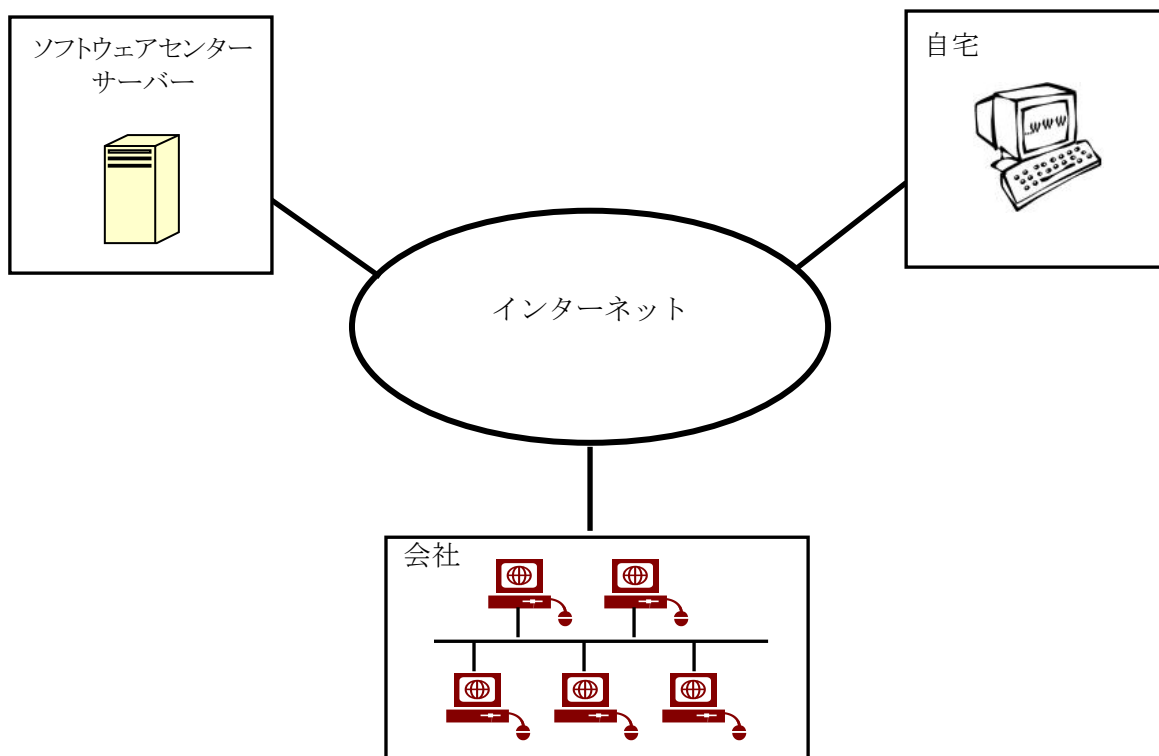 ソフトウェアセンター
サーバー
自宅
...www
インターネット
会社